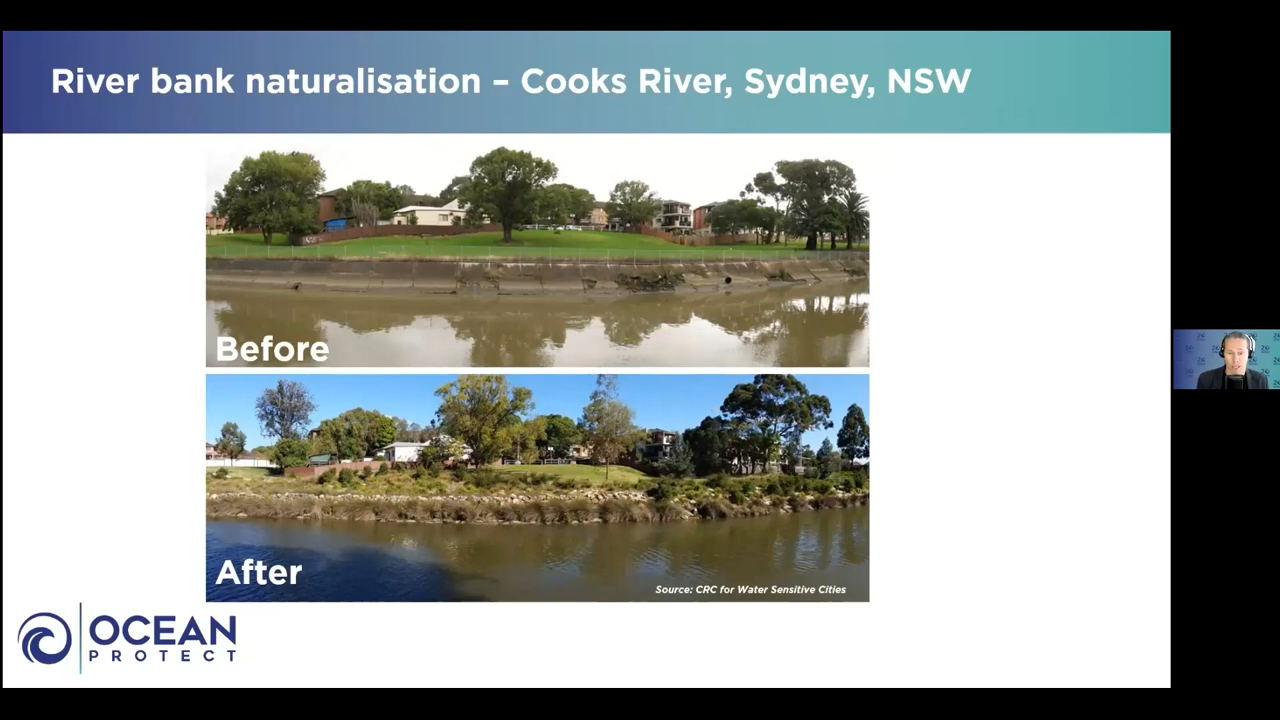 River bank naturalisation – Cooks River, Sydney, NSW
Before
After
Source: CRC for Water Sensitive Cities
OCEAN
PROTECT